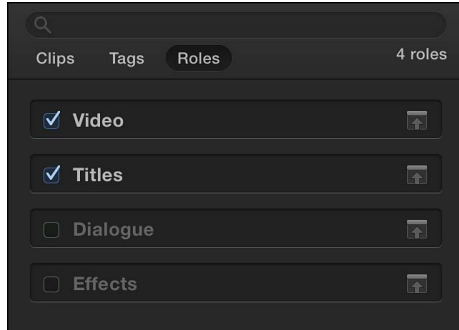 Clips Tags Roles 4 roles
Video
Titles
Dialogue
Effects